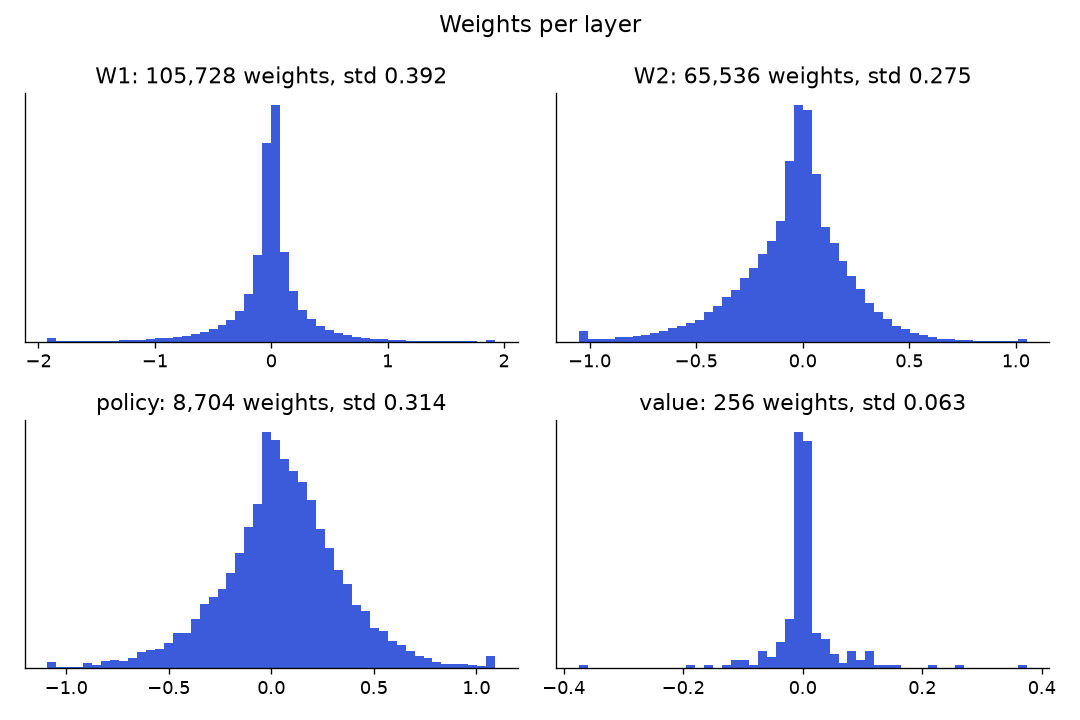 Weights per layer
W1: 105,728 weights, std 0.392
W2: 65,536 weights, std 0.275
−2 −1 0 1 2
−1.0 −0.5 0.0 0.5 1.0
policy: 8,704 weights, std 0.314
value: 256 weights, std 0.063
−1.0 −0.5 0.0 0.5 1.0
−0.4 −0.2 0.0 0.2 0.4